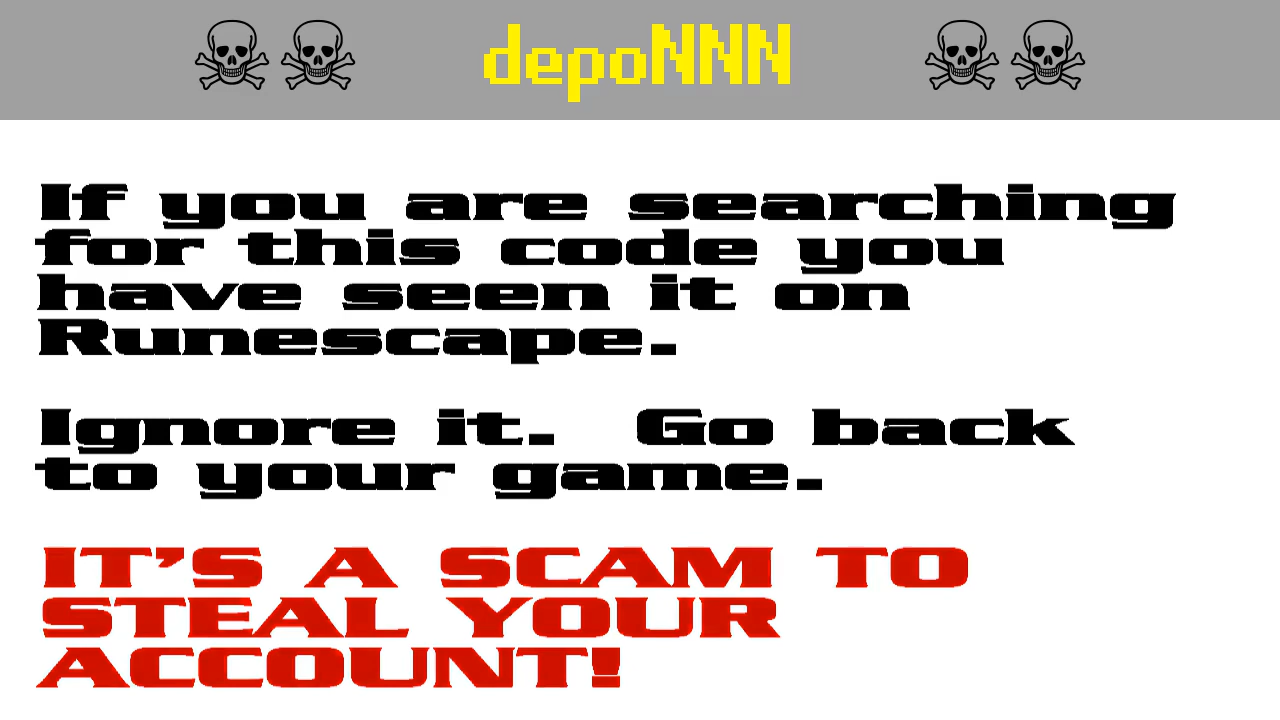 depoNNN
If you are searching
for this code you
have seen it on
Runescape.
Ignore it.  Go back
to your game.
IT'S A SCAM TO
STEAL YOUR
ACCOUNT!